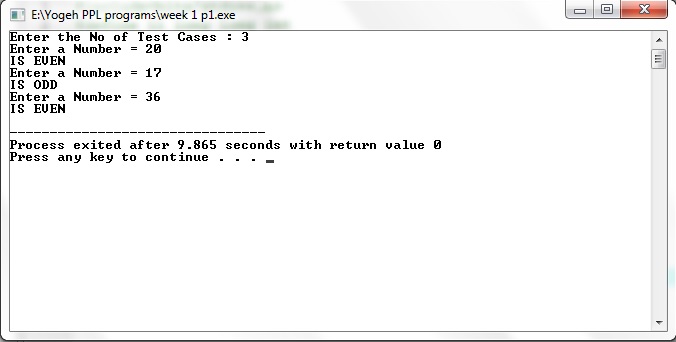 E:\Yogeh PPL programs\week 1 p1.exe
Enter the No of Test Cases : 3
Enter a Number = 20
IS EVEN
Enter a Number = 17
IS ODD
Enter a Number = 36
IS EVEN
--------------------------------
Process exited after 9.865 seconds with return value 0
Press any key to continue . . . _